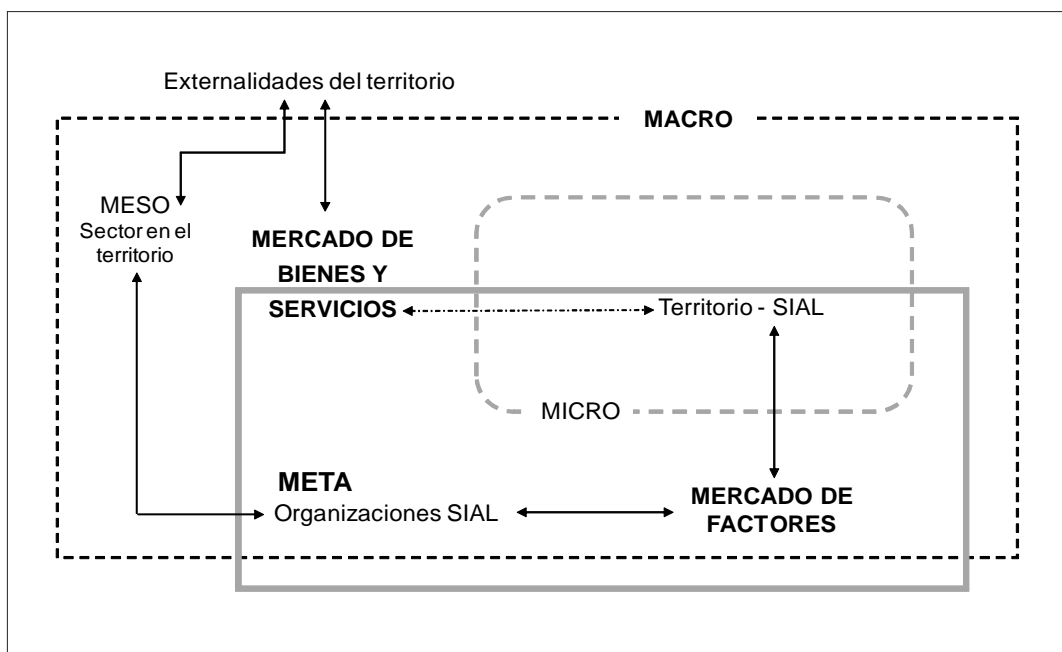 Externalidades del territorio
MACRO
MESO
Sector en el
territorio
MERCADO DE
BIENES Y
SERVICIOS
Territorio - SIAL
MICRO
META
Organizaciones SIAL
MERCADO DE
FACTORES